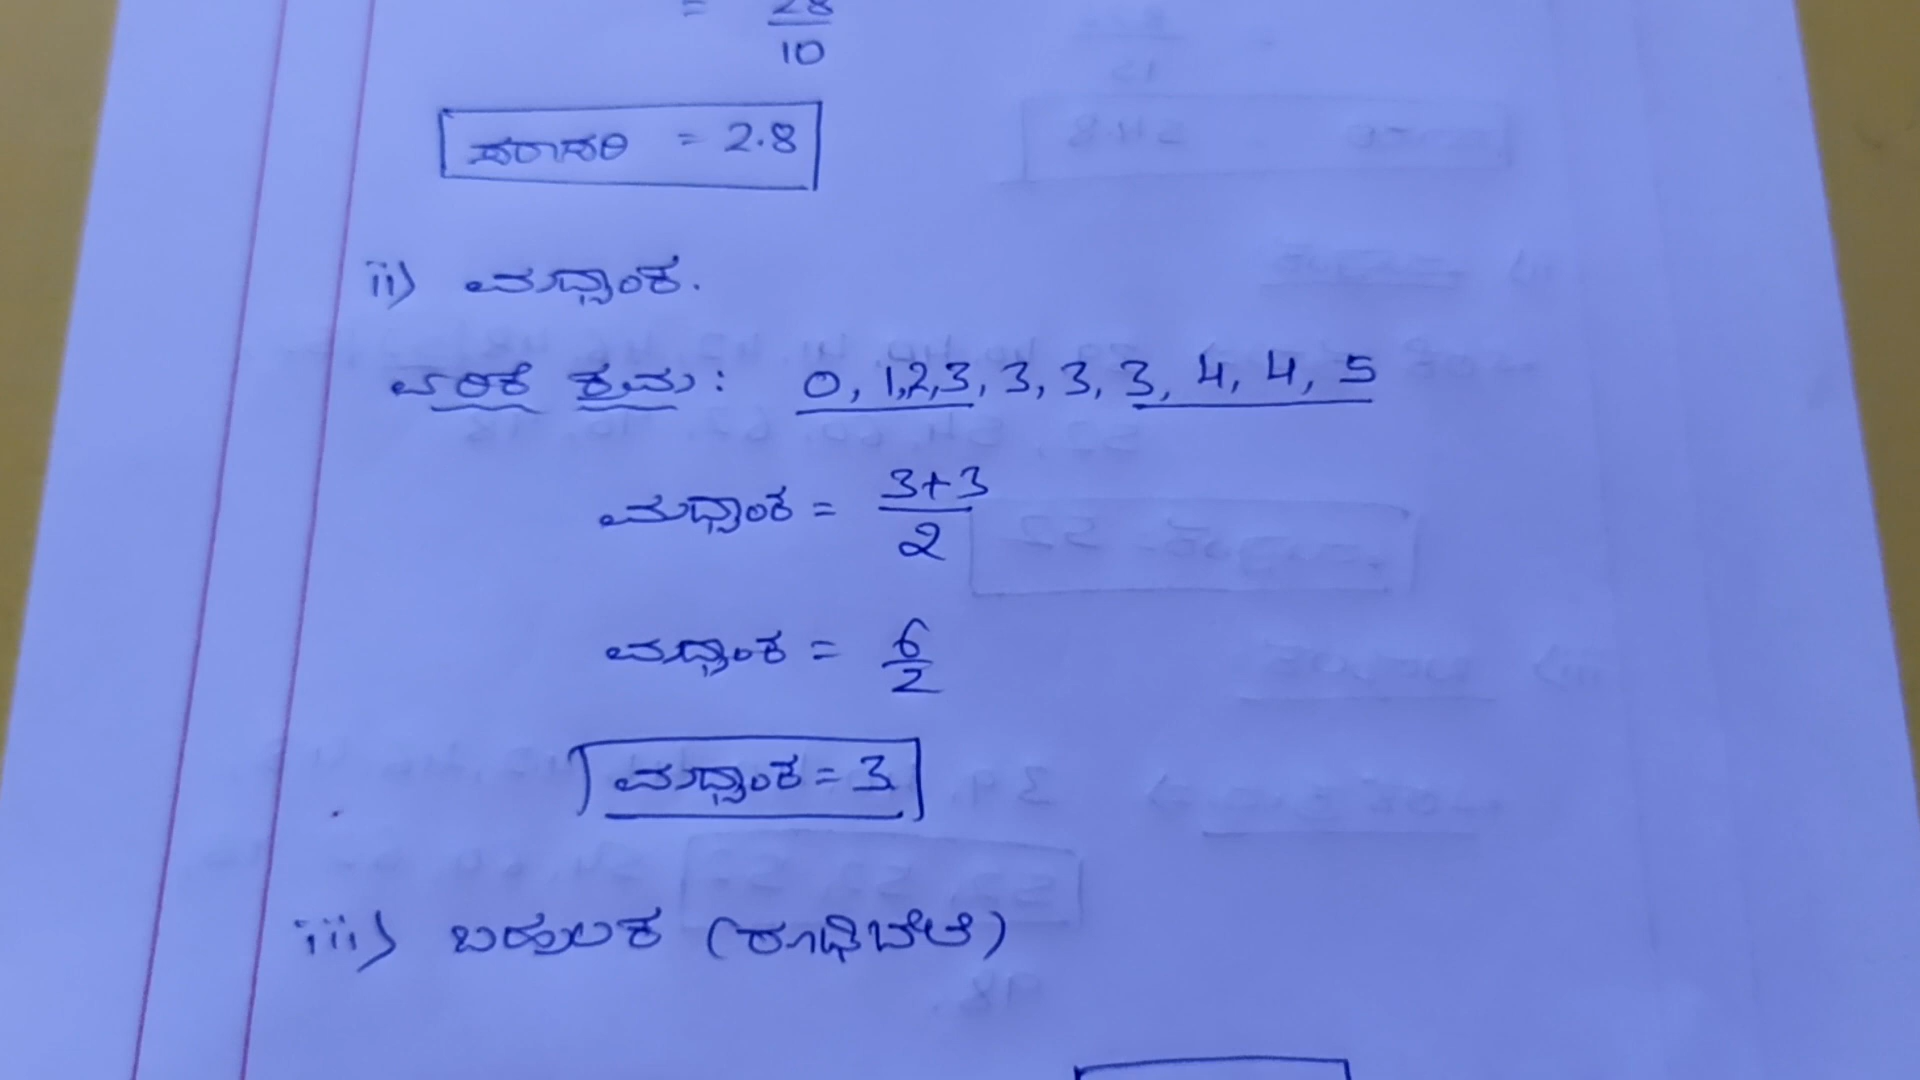 = 28/10
ಸರಾಸರಿ = 2.8
ii) ಮಧ್ಯಾಂಕ.
ಏರಿಕೆ ಕ್ರಮ : 0, 1,2,3, 3, 3, 3, 4, 4, 5
ಮಧ್ಯಾಂಕ = 3+3/2
ಮಧ್ಯಾಂಕ = 6/2
ಮಧ್ಯಾಂಕ = 3
iii) ಬಹುಲಕ (ರೂಢಿಬೆಲೆ)